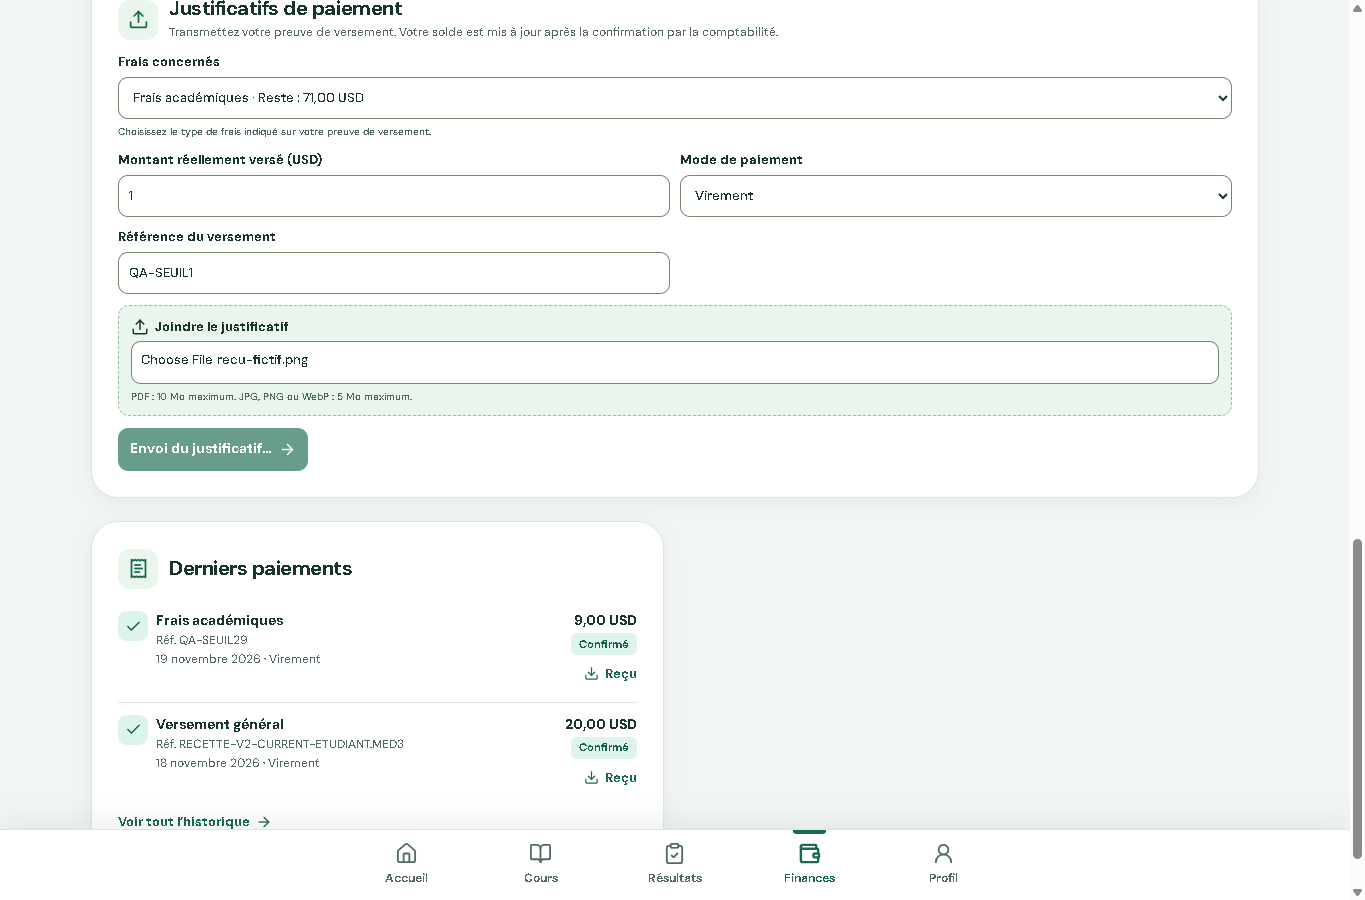 Justificatifs de paiement
Transmettez votre preuve de versement. Votre solde est mis à jour après la confirmation par la comptabilité.
Frais concernés
Frais académiques · Reste : 71,00 USD
Choisissez le type de frais indiqué sur votre preuve de versement.
Montant réellement versé (USD)
Mode de paiement
1
Virement
Référence du versement
QA-SEUIL1
Joindre le justificatif
Choose File recu-fictif.png
PDF : 10 Mo maximum. JPG, PNG ou WebP : 5 Mo maximum.
Envoi du justificatif...
Derniers paiements
Frais académiques
9,00 USD
Réf. QA-SEUIL29
Confirmé
19 novembre 2026 · Virement
Reçu
Versement général
20,00 USD
Réf. RECETTE-V2-CURRENT-ETUDIANT.MED3
Confirmé
18 novembre 2026 · Virement
Reçu
Voir tout l'historique
Accueil
Cours
Résultats
Finances
Profil